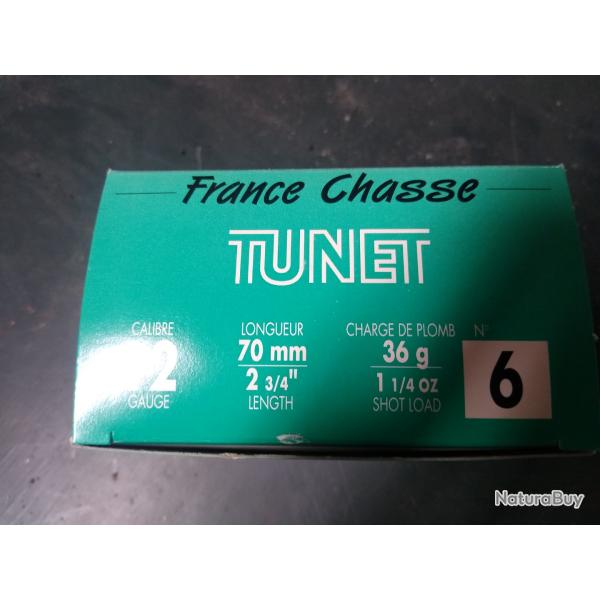 France Chasse
TUNET
CALIBRE
2
GAUGE
LONGUEUR
70 mm
2 3/4"
LENGTH
CHARGE DE PLOMB
36 g
1 1/4 OZ
SHOT LOAD
N°
6
NaturaBuy